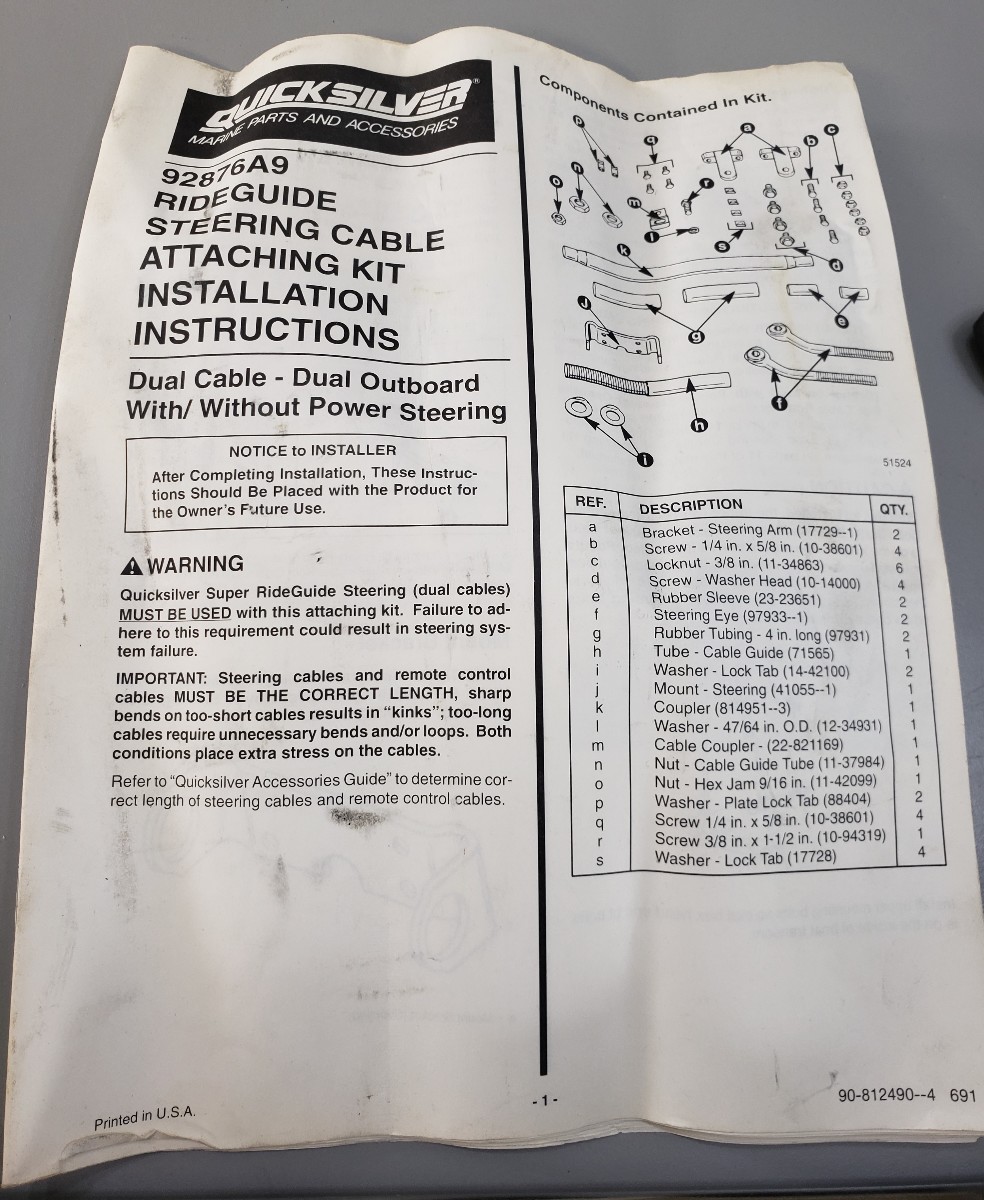 QUICKSILVER®
MARINE PARTS AND ACCESSORIES
92876A9
RIDEGUIDE
STEERING CABLE
ATTACHING KIT
INSTALLATION
INSTRUCTIONS
Dual Cable - Dual Outboard
With/ Without Power Steering
NOTICE to INSTALLER
After Completing Installation, These Instruc-
tions Should Be Placed with the Product for
the Owner's Future Use.
WARNING
Quicksilver Super RideGuide Steering (dual cables)
MUST BE USED with this attaching kit. Failure to ad-
here to this requirement could result in steering sys-
tem failure.
IMPORTANT: Steering cables and remote control
cables MUST BE THE CORRECT LENGTH, sharp
bends on too-short cables results in "kinks"; too-long
cables require unnecessary bends and/or loops. Both
conditions place extra stress on the cables.
Refer to "Quicksilver Accessories Guide" to determine cor-
rect length of steering cables and remote control cables.
Printed in U.S.A.
- 1 -
Components Contained In Kit.
p
q
a
b
c
o
n
m
r
l
s
k
d
J
g
e
f
h
i
51524
REF. DESCRIPTION QTY.
a Bracket - Steering Arm (17729--1) 2
b Screw - 1/4 in. x 5/8 in. (10-38601) 4
c Locknut - 3/8 in. (11-34863) 6
d Screw - Washer Head (10-14000) 4
e Rubber Sleeve (23-23651) 2
f Steering Eye (97933--1) 2
g Rubber Tubing - 4 in. long (97931) 2
h Tube - Cable Guide (71565) 1
i Washer - Lock Tab (14-42100) 2
j Mount - Steering (41055--1) 1
k Coupler (814951--3) 1
l Washer - 47/64 in. O.D. (12-34931) 1
m Cable Coupler - (22-821169) 1
n Nut - Cable Guide Tube (11-37984) 1
o Nut - Hex Jam 9/16 in. (11-42099) 1
p Washer - Plate Lock Tab (88404) 2
q Screw 1/4 in. x 5/8 in. (10-38601) 4
r Screw 3/8 in. x 1-1/2 in. (10-94319) 1
s Washer - Lock Tab (17728) 4
90-812490--4 691